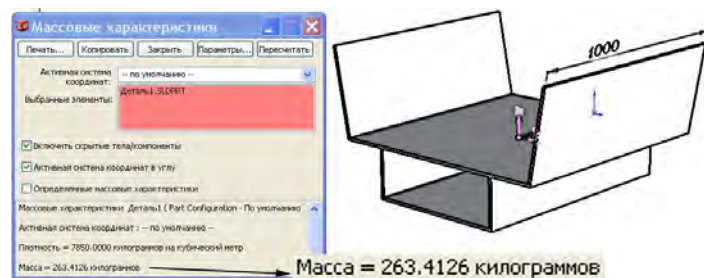 Массовые характеристики
Печать... Копировать Закрыть Параметры... Пересчитать
Активная система координат: -- по умолчанию --
Выбранные элементы: Деталь1.SLDPRT
Включить скрытые тела/компоненты
Активная система координат в углу
Определенные массовые характеристики
Массовые характеристики Деталь1 ( Part Configuration - По умолчанию
Активная система координат : -- по умолчанию --
Плотность = 7850.0000 килограммов на кубический метр
Масса = 263.4126 килограммов
1000
Масса = 263.4126 килограммов